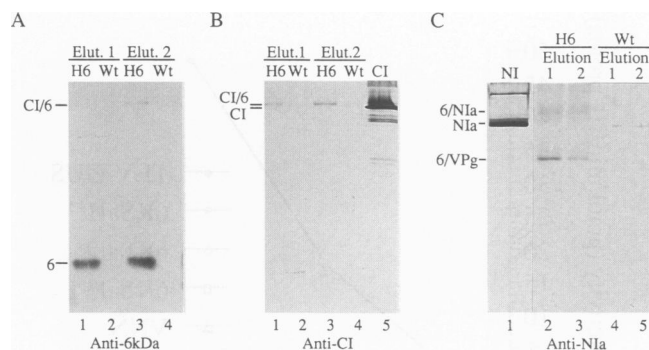 A
Elut. 1 Elut. 2
H6 Wt H6 Wt
CI/6
6
1 2 3 4
Anti-6kDa
B
Elut.1 Elut.2
H6 Wt H6 Wt CI
CI/6
CI
1 2 3 4 5
Anti-CI
C
H6 Wt
Elution Elution
NI 1 2 1 2
6/NIa
NIa
6/VPg
1 2 3 4 5
Anti-NIa